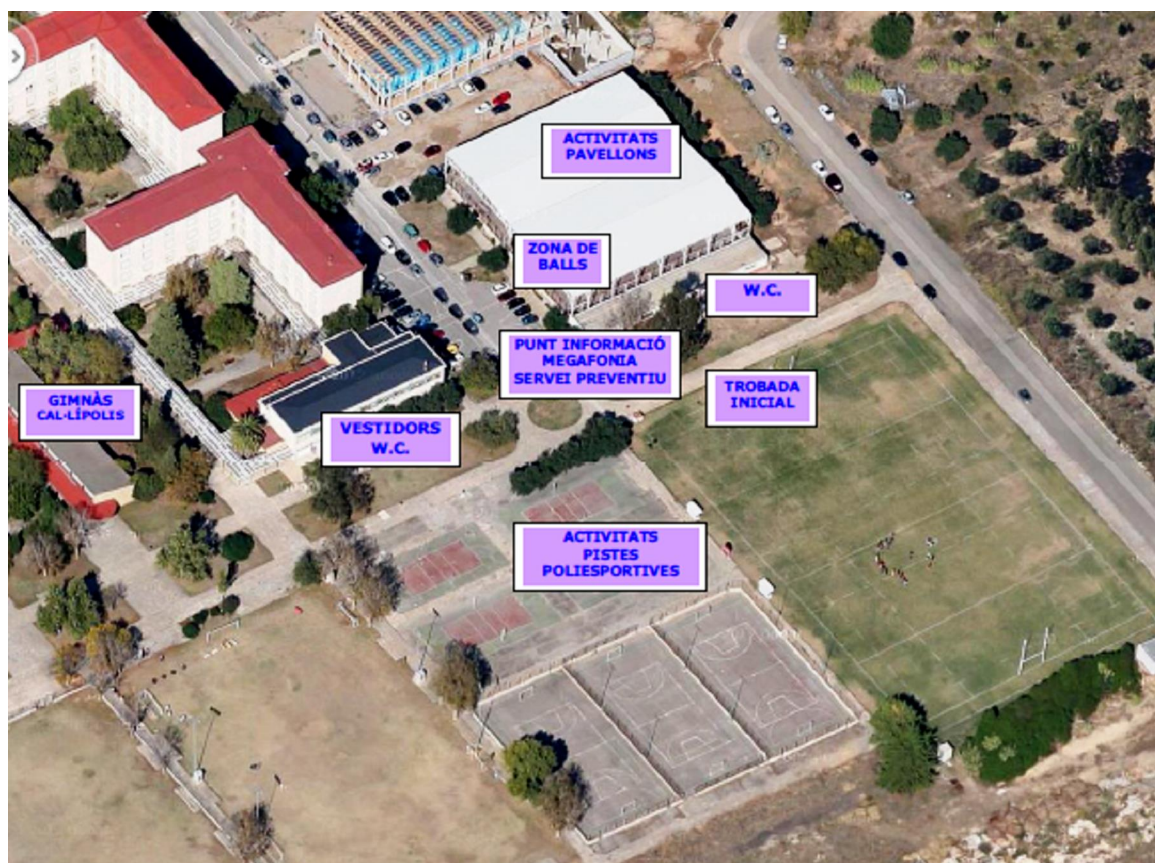 ACTIVITATS
PAVELLONS
ZONA DE
BALLS
W.C.
PUNT INFORMACIÓ
MEGAFONIA
SERVEI PREVENTIU
TROBADA
INICIAL
GIMNÀS
CAL·LÍPOLIS
VESTIDORS
W.C.
ACTIVITATS
PISTES
POLIESPORTIVES